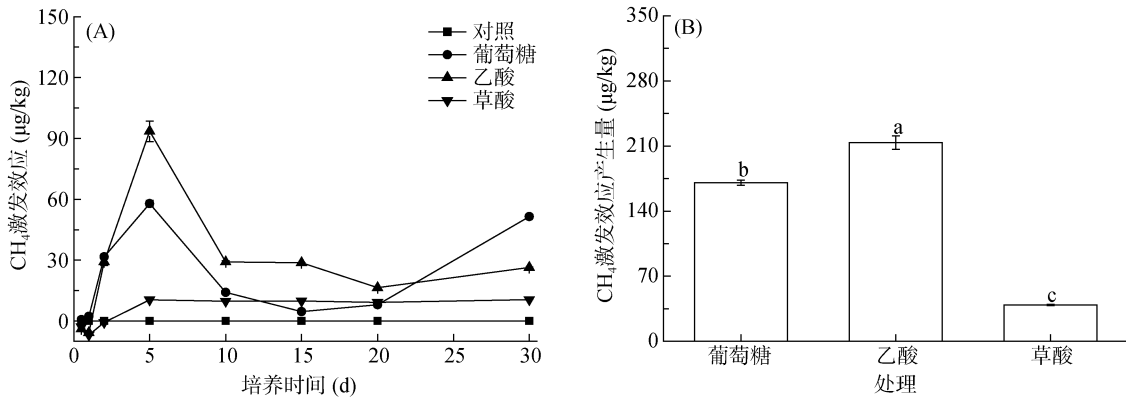 (A)
对照
葡萄糖
乙酸
草酸
CH₄激发效应 (μg/kg)
150
120
90
60
30
0
0
5
10
15
20
25
30
培养时间 (d)
(B)
CH₄激发效应产生量 (μg/kg)
350
280
210
140
70
0
b
a
c
葡萄糖
乙酸
草酸
处理